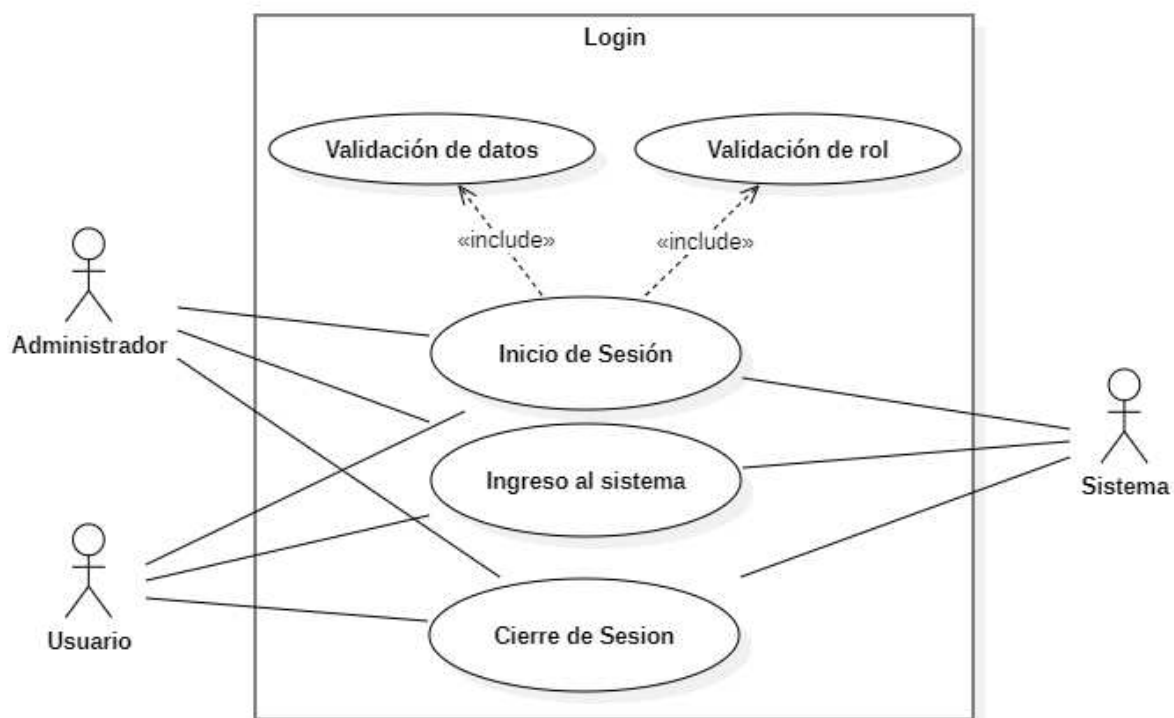 Login
Validación de datos
Validación de rol
«include»
«include»
Administrador
Inicio de Sesión
Ingreso al sistema
Sistema
Usuario
Cierre de Sesion